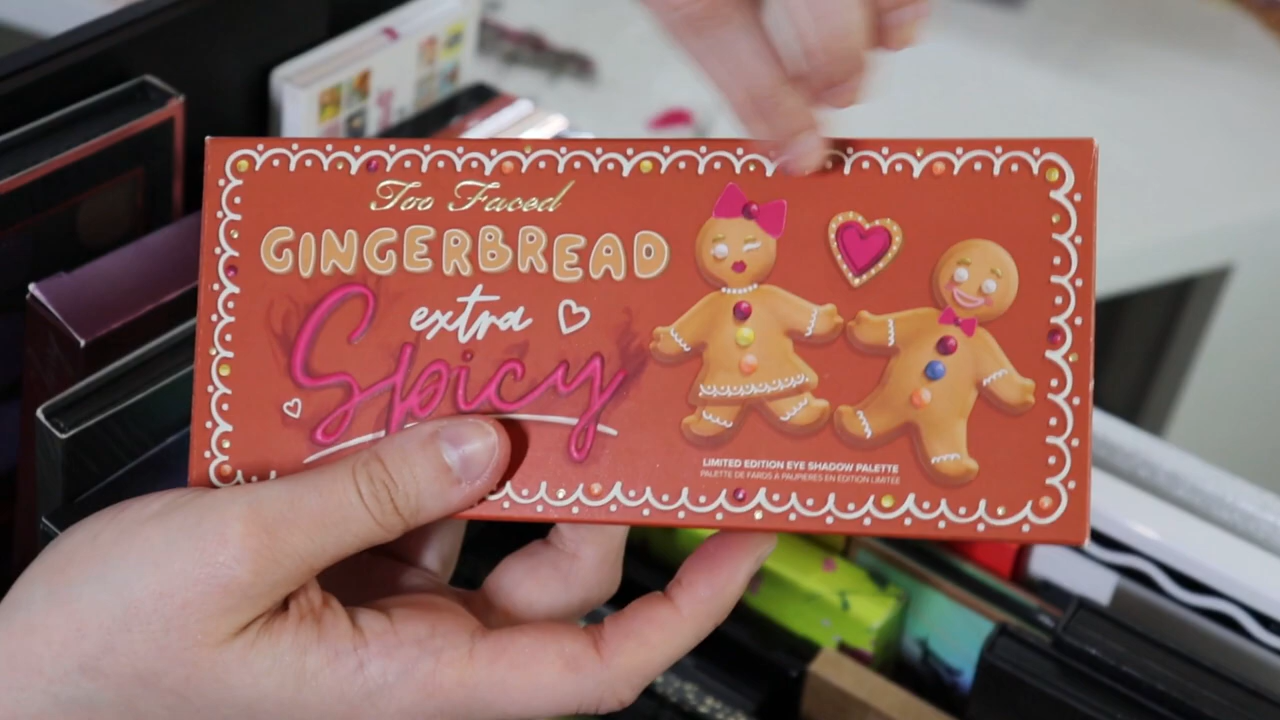 Too Faced
GINGERBREAD
extra
Spicy
LIMITED EDITION EYE SHADOW PALETTE
PALETTE DE FARDS À PAUPIÈRES EN ÉDITION LIMITÉE